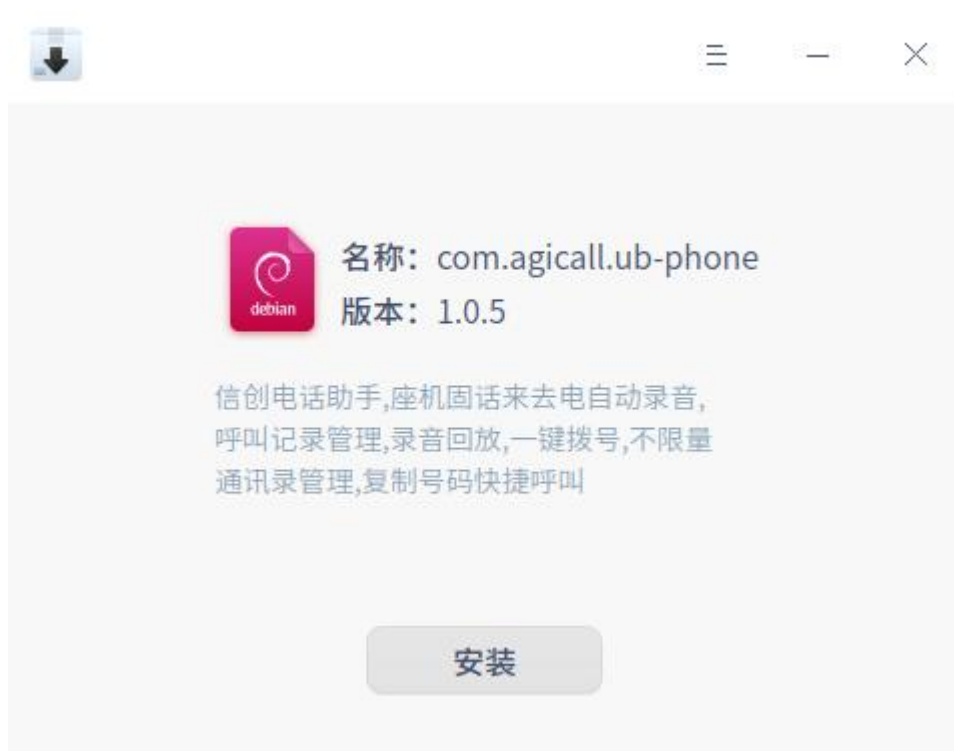 名称：com.agicall.ub-phone
debian
版本：1.0.5
信创电话助手,座机固话来去电自动录音,
呼叫记录管理,录音回放,一键拨号,不限量
通讯录管理,复制号码快捷呼叫
安装